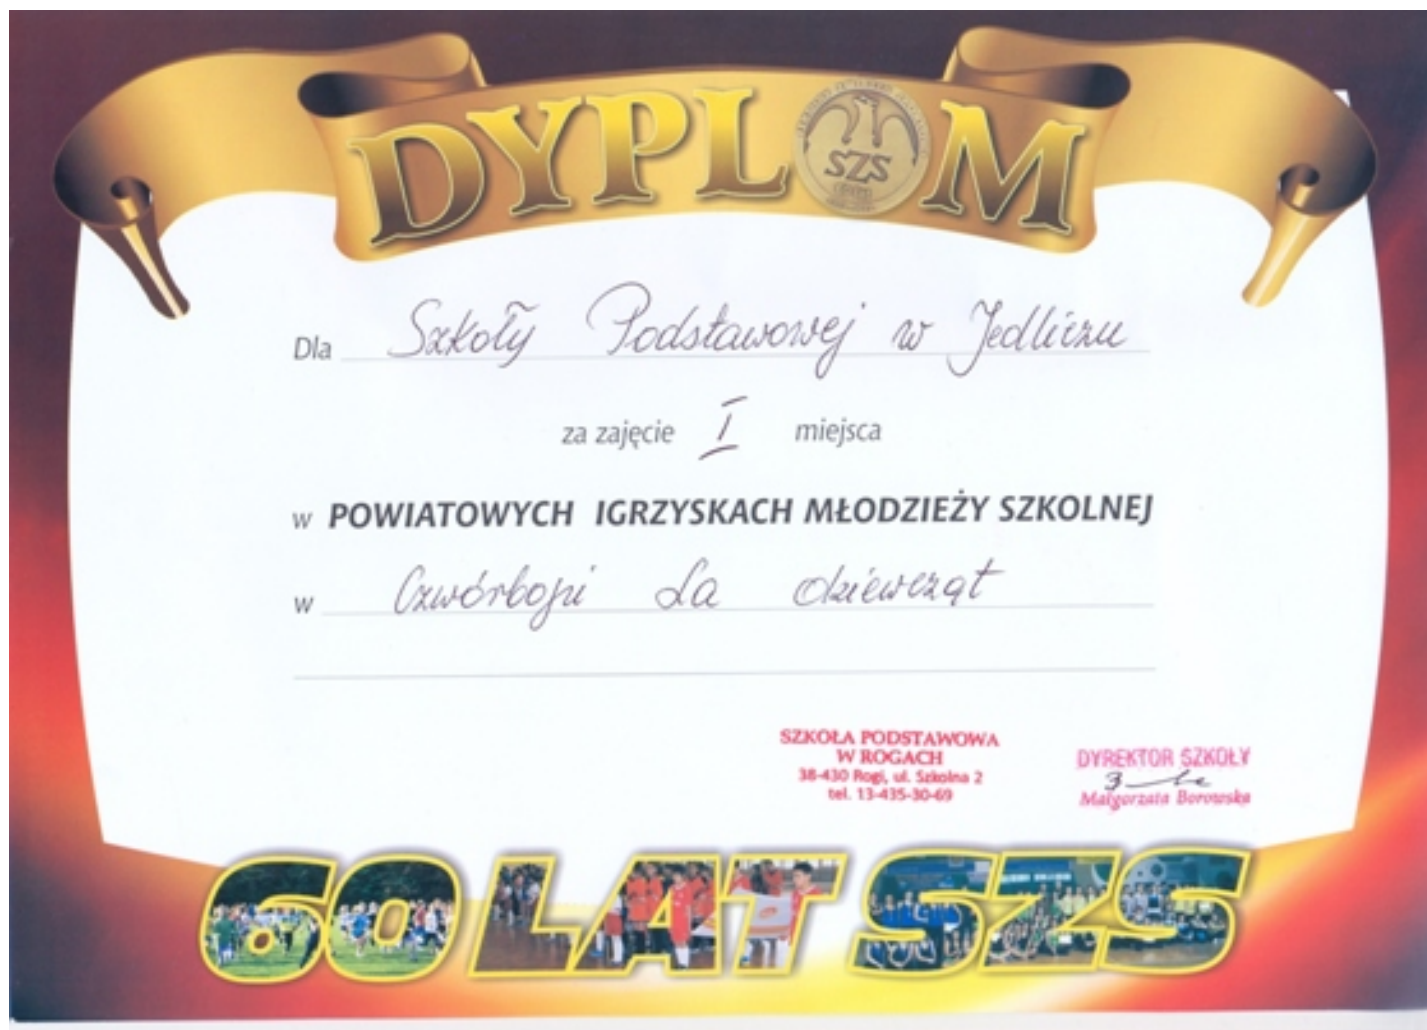 DYPLOM
SZS
Dla Szkoły Podstawowej w Jedliczu
za zajęcie I miejsca
w POWIATOWYCH IGRZYSKACH MŁODZIEŻY SZKOLNEJ
w Czwórboju La dziewcząt
SZKOŁA PODSTAWOWA
W ROGACH
38-430 Rogi, ul. Szkolna 2
tel. 13-435-30-69
DYREKTOR SZKOŁY
Małgorzata Borowska
60 LAT SZS